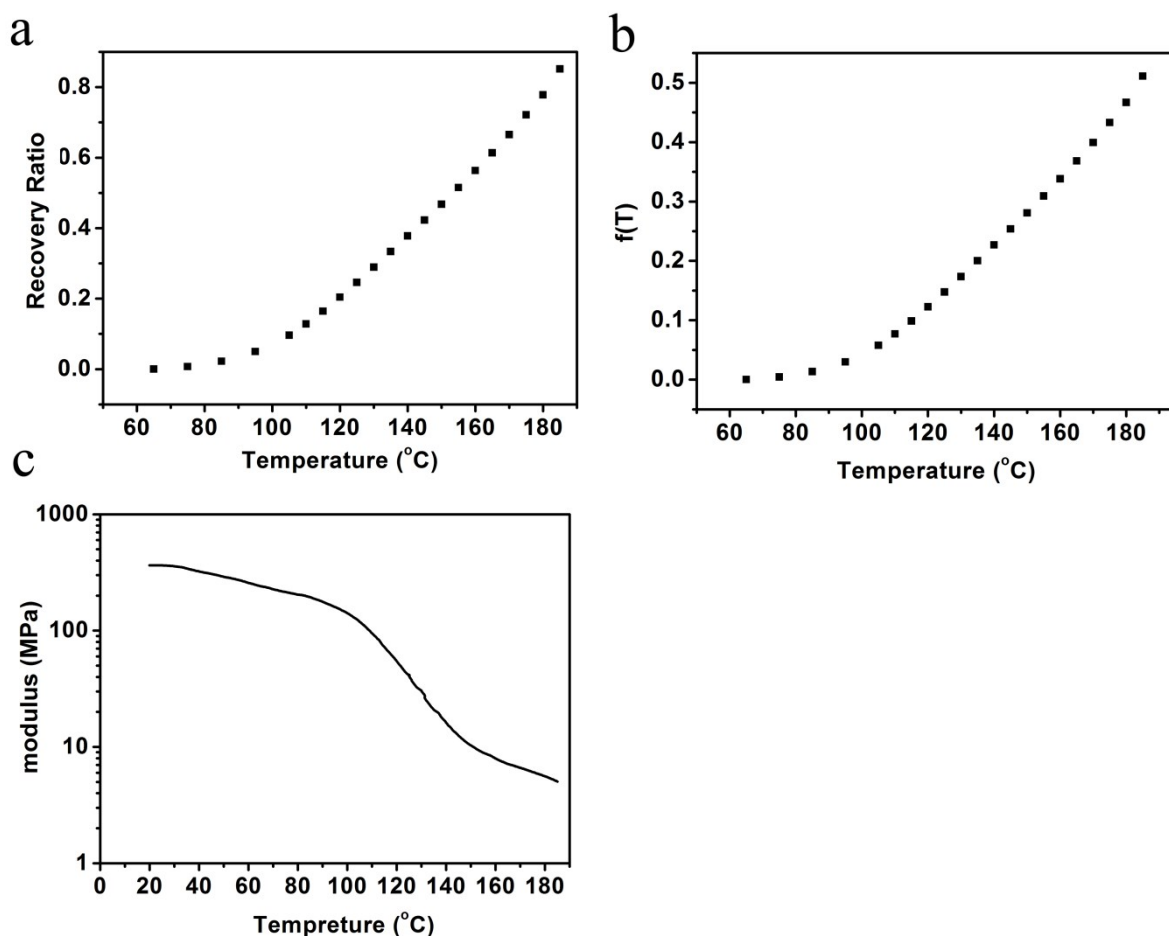 a
0.8
0.6
0.4
0.2
0.0
Recovery Ratio
60 80 100 120 140 160 180
Temperature (°C)
b
0.5
0.4
0.3
0.2
0.1
0.0
f(T)
60 80 100 120 140 160 180
Temperature (°C)
c
1000
100
10
1
modulus (MPa)
0 20 40 60 80 100 120 140 160 180
Tempreture (°C)